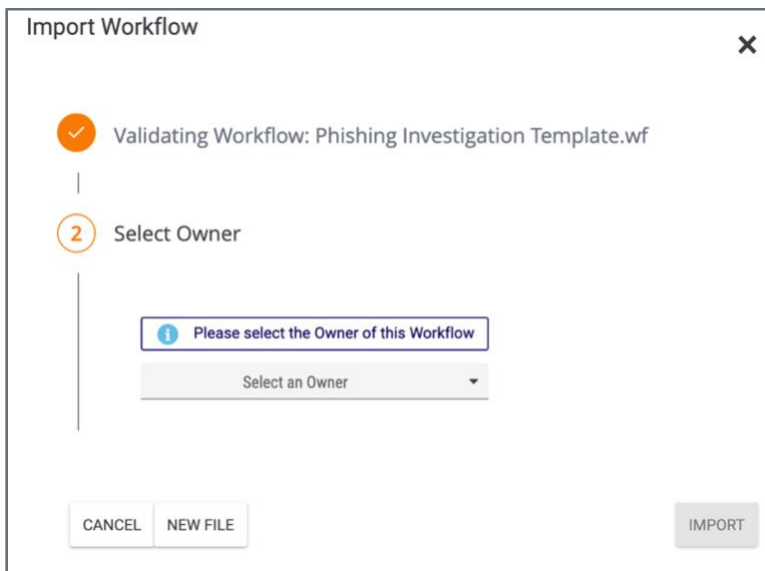 Import Workflow
Validating Workflow: Phishing Investigation Template.wf
2 Select Owner
Please select the Owner of this Workflow
Select an Owner
CANCEL NEW FILE IMPORT